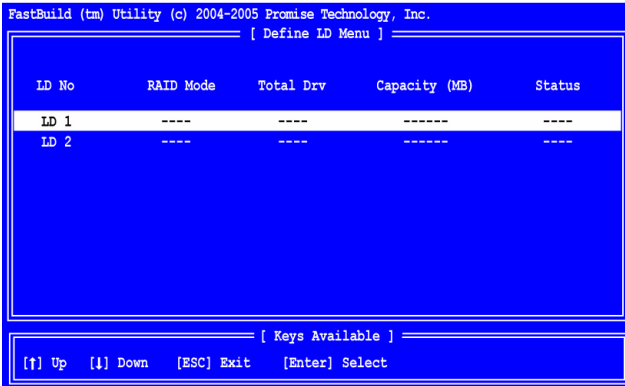 FastBuild (tm) Utility (c) 2004-2005 Promise Technology, Inc.
[ Define LD Menu ]
LD No RAID Mode Total Drv Capacity (MB) Status
LD 1 ---- ---- ------ ----
LD 2 ---- ---- ------ ----
[ Keys Available ]
[↑] Up [↓] Down [ESC] Exit [Enter] Select